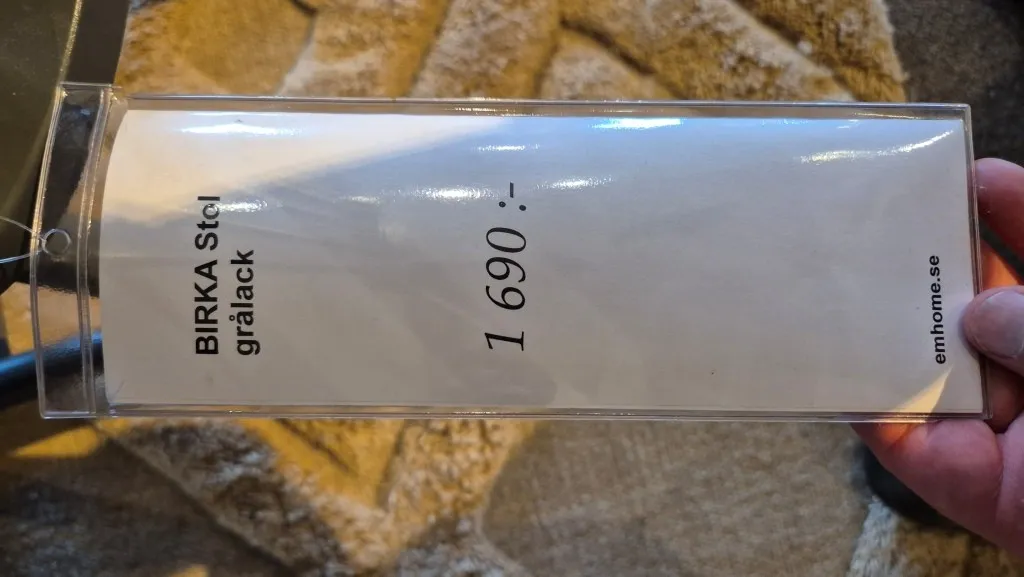 BIRKA Stol
grålack
1 690 :-
emhome.se